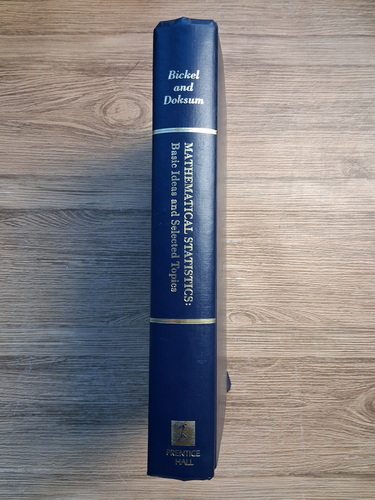 Bickel
and
Doksum
MATHEMATICAL STATISTICS:
Basic Ideas and Selected Topics
PRENTICE
HALL